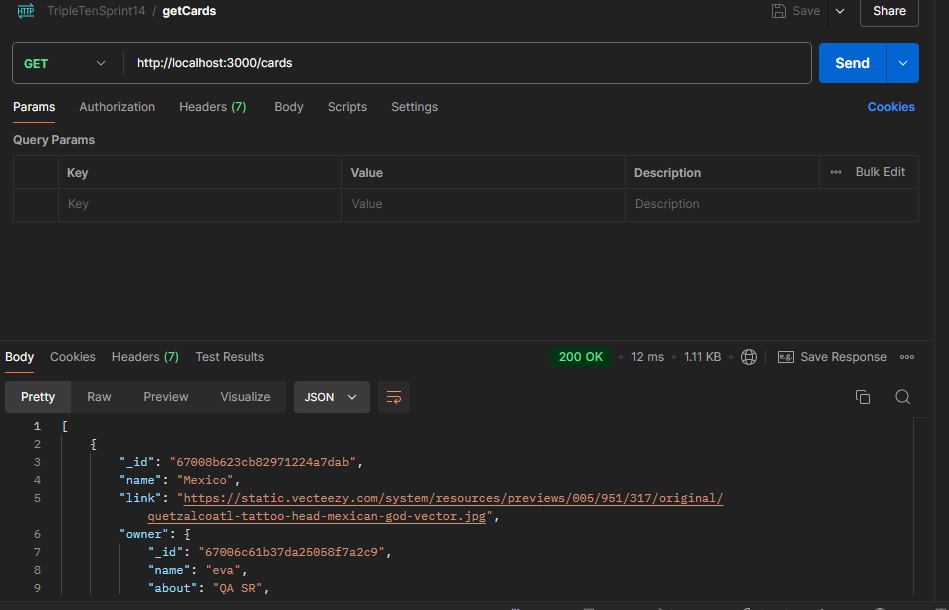 HTTP TripleTenSprint14 / getCards Save Share
GET http://localhost:3000/cards Send
Params Authorization Headers (7) Body Scripts Settings Cookies
Query Params
Key Value Description Bulk Edit
Key Value Description
Body Cookies Headers (7) Test Results 200 OK 12 ms 1.11 KB e.g. Save Response
Pretty Raw Preview Visualize JSON
1 [
2 {
3 "_id": "67008b623cb82971224a7dab",
4 "name": "Mexico",
5 "link": "https://static.vecteezy.com/system/resources/previews/005/951/317/original/
quetzalcoatl-tattoo-head-mexican-god-vector.jpg",
6 "owner": {
7 "_id": "67006c61b37da25058f7a2c9",
8 "name": "eva",
9 "about": "QA SR",